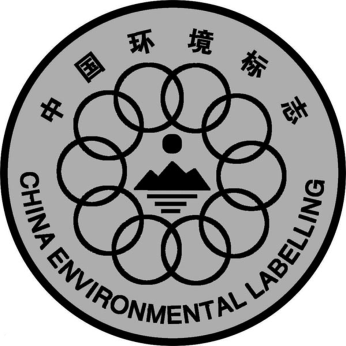 中国环境标志
CHINA ENVIRONMENTAL LABELLING